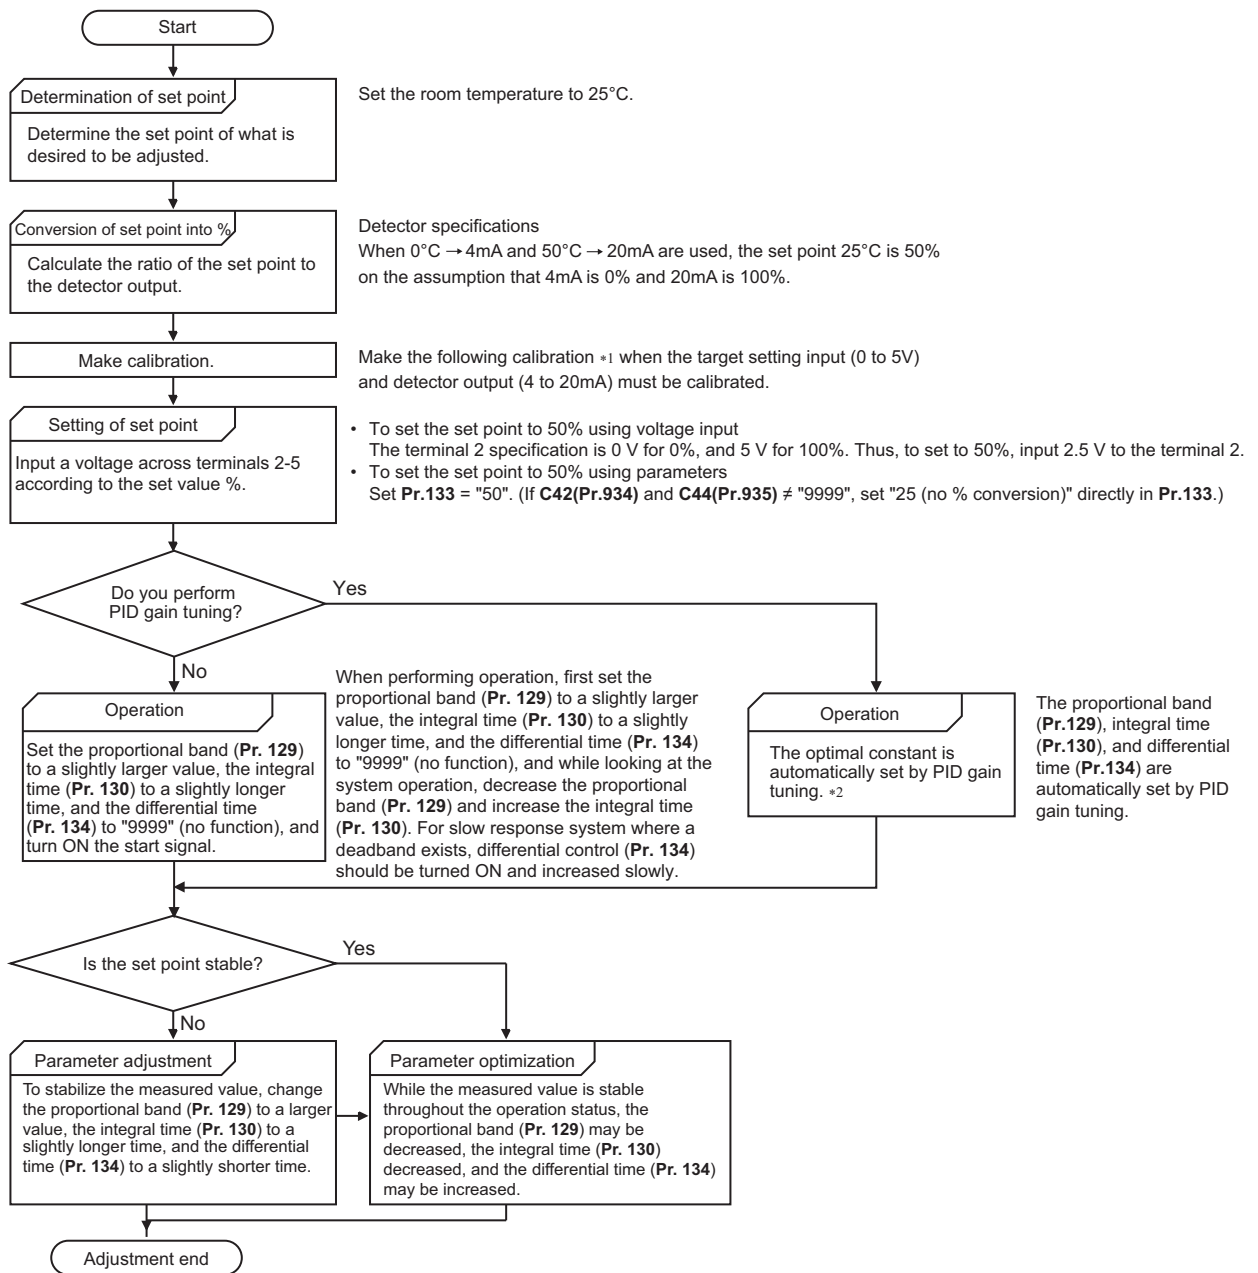 Start
Determination of set point
Determine the set point of what is
desired to be adjusted.
Set the room temperature to 25°C.
Conversion of set point into %
Calculate the ratio of the set point to
the detector output.
Detector specifications
When 0°C → 4mA and 50°C → 20mA are used, the set point 25°C is 50%
on the assumption that 4mA is 0% and 20mA is 100%.
Make calibration.
Make the following calibration *1 when the target setting input (0 to 5V)
and detector output (4 to 20mA) must be calibrated.
Setting of set point
Input a voltage across terminals 2-5
according to the set value %.
• To set the set point to 50% using voltage input
The terminal 2 specification is 0 V for 0%, and 5 V for 100%. Thus, to set to 50%, input 2.5 V to the terminal 2.
• To set the set point to 50% using parameters
Set Pr.133 = "50". (If C42(Pr.934) and C44(Pr.935) ≠ "9999", set "25 (no % conversion)" directly in Pr.133.)
Do you perform
PID gain tuning?
Yes
No
Operation
Set the proportional band (Pr. 129)
to a slightly larger value, the integral
time (Pr. 130) to a slightly longer
time, and the differential time
(Pr. 134) to "9999" (no function), and
turn ON the start signal.
When performing operation, first set the
proportional band (Pr. 129) to a slightly larger
value, the integral time (Pr. 130) to a slightly
longer time, and the differential time (Pr. 134)
to "9999" (no function), and while looking at the
system operation, decrease the proportional
band (Pr. 129) and increase the integral time
(Pr. 130). For slow response system where a
deadband exists, differential control (Pr. 134)
should be turned ON and increased slowly.
Operation
The optimal constant is
automatically set by PID gain
tuning. *2
The proportional band
(Pr.129), integral time
(Pr.130), and differential
time (Pr.134) are
automatically set by PID
gain tuning.
Is the set point stable?
Yes
No
Parameter adjustment
To stabilize the measured value, change
the proportional band (Pr. 129) to a larger
value, the integral time (Pr. 130) to a
slightly longer time, and the differential
time (Pr. 134) to a slightly shorter time.
Parameter optimization
While the measured value is stable
throughout the operation status, the
proportional band (Pr. 129) may be
decreased, the integral time (Pr. 130)
decreased, and the differential time (Pr. 134)
may be increased.
Adjustment end